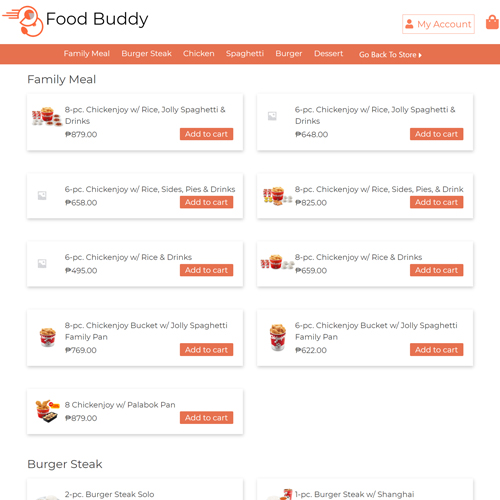 Food Buddy
My Account
Family Meal Burger Steak Chicken Spaghetti Burger Dessert Go Back To Store
Family Meal
8-pc. Chickenjoy w/ Rice, Jolly Spaghetti &
Drinks
₱879.00 Add to cart
6-pc. Chickenjoy w/ Rice, Jolly Spaghetti &
Drinks
₱648.00 Add to cart
6-pc. Chickenjoy w/ Rice, Sides, Pies & Drinks
₱658.00 Add to cart
8-pc. Chickenjoy w/ Rice, Sides, Pies, & Drink
₱825.00 Add to cart
6-pc. Chickenjoy w/ Rice & Drinks
₱495.00 Add to cart
8-pc. Chickenjoy w/ Rice & Drinks
₱659.00 Add to cart
8-pc. Chickenjoy Bucket w/ Jolly Spaghetti
Family Pan
₱769.00 Add to cart
6-pc. Chickenjoy Bucket w/ Jolly Spaghetti
Family Pan
₱622.00 Add to cart
8 Chickenjoy w/ Palabok Pan
₱879.00 Add to cart
Burger Steak
2-pc. Burger Steak Solo
1-pc. Burger Steak w/ Shanghai